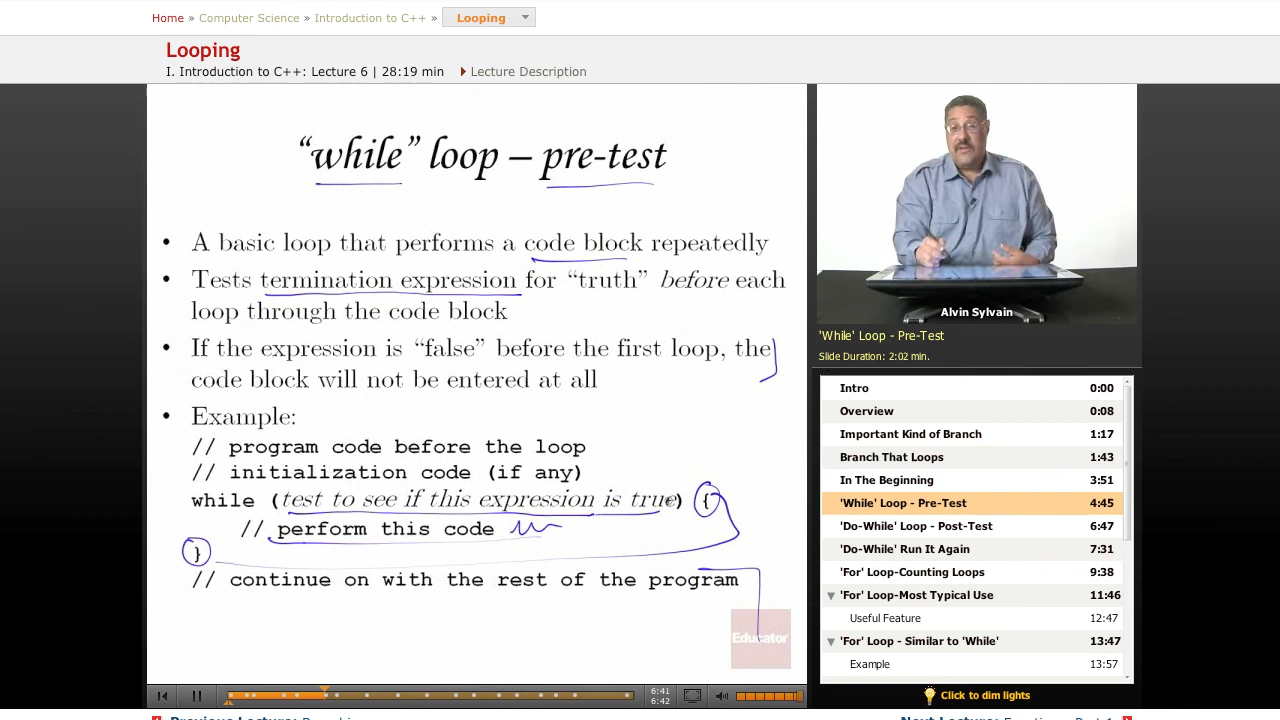 Home » Computer Science » Introduction to C++ » Looping
Looping
I. Introduction to C++: Lecture 6 | 28:19 min Lecture Description
“while” loop – pre-test
• A basic loop that performs a code block repeatedly
• Tests termination expression for “truth” before each
loop through the code block
• If the expression is “false” before the first loop, the
code block will not be entered at all
• Example:
// program code before the loop
// initialization code (if any)
while (test to see if this expression is true) {
// perform this code
}
// continue on with the rest of the program
Educator
Alvin Sylvain
'While' Loop - Pre-Test
Slide Duration: 2:02 min.
Intro 0:00
Overview 0:08
Important Kind of Branch 1:17
Branch That Loops 1:43
In The Beginning 3:51
'While' Loop - Pre-Test 4:45
'Do-While' Loop - Post-Test 6:47
'Do-While' Run It Again 7:31
'For' Loop-Counting Loops 9:38
'For' Loop-Most Typical Use 11:46
Useful Feature 12:47
'For' Loop - Similar to 'While' 13:47
Example 13:57
6:41
6:42
Click to dim lights
Previous Lecture:
Next Lecture: